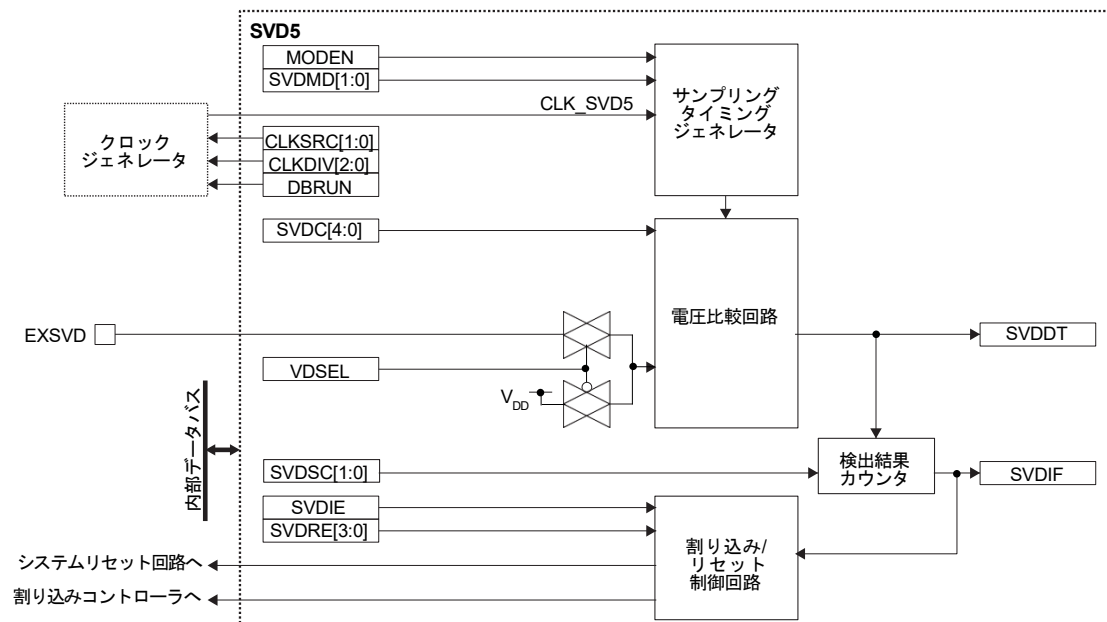 SVD5
MODEN
SVDMD[1:0]
CLK_SVD5
サンプリング
タイミング
ジェネレータ
クロック
ジェネレータ
CLKSRC[1:0]
CLKDIV[2:0]
DBRUN
SVDC[4:0]
電圧比較回路
EXSVD
SVDDT
VDSEL
VDD
内部データバス
SVDSC[1:0]
検出結果
カウンタ
SVDIF
SVDIE
SVDRE[3:0]
割り込み/
リセット
制御回路
システムリセット回路へ
割り込みコントローラへ